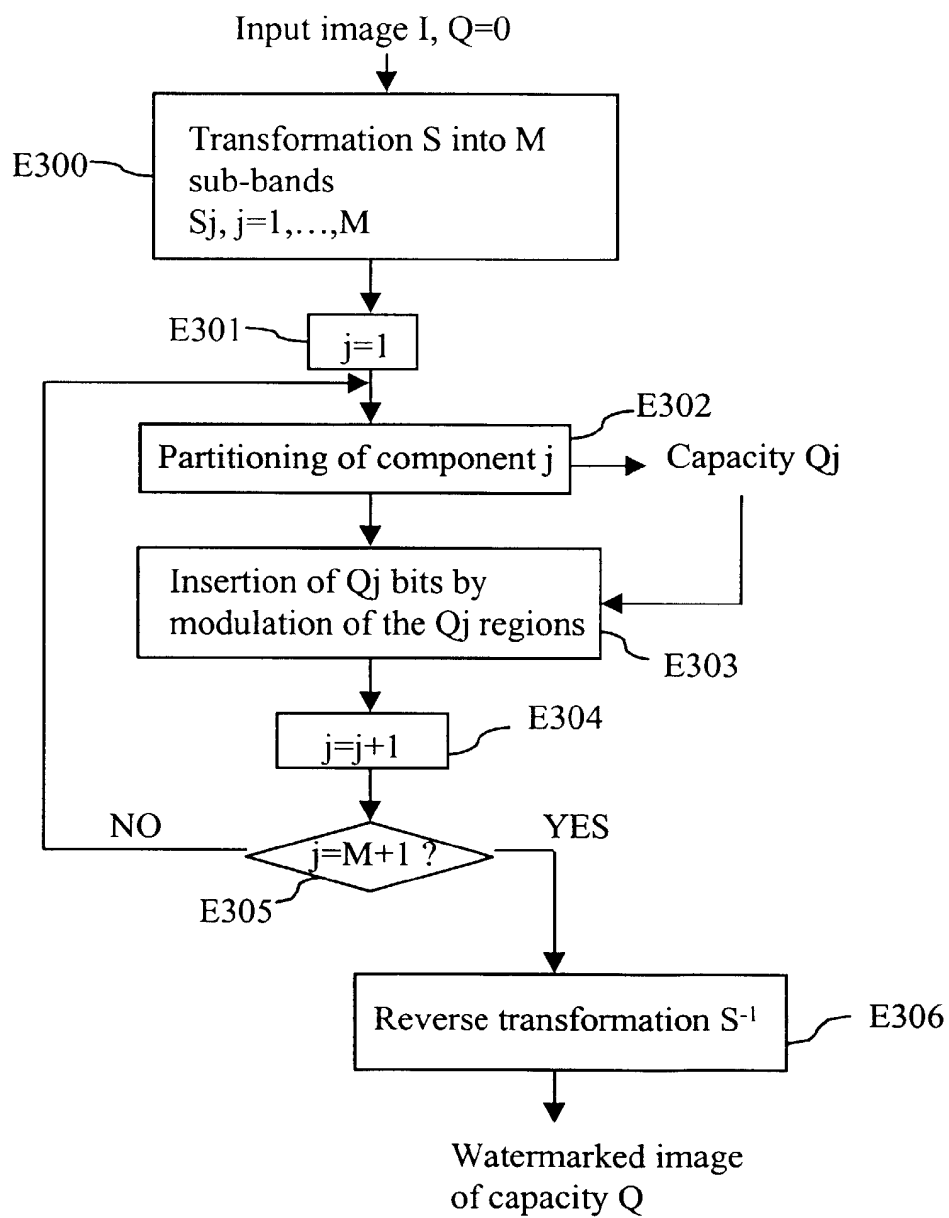 Input image I, Q=0
Transformation S into M
sub-bands
Sj, j=1,...,M
E300
E301
j=1
E302
Partitioning of component j
Capacity Qj
Insertion of Qj bits by
modulation of the Qj regions
E303
E304
j=j+1
NO
YES
j=M+1 ?
E305
Reverse transformation S⁻¹
E306
Watermarked image
of capacity Q